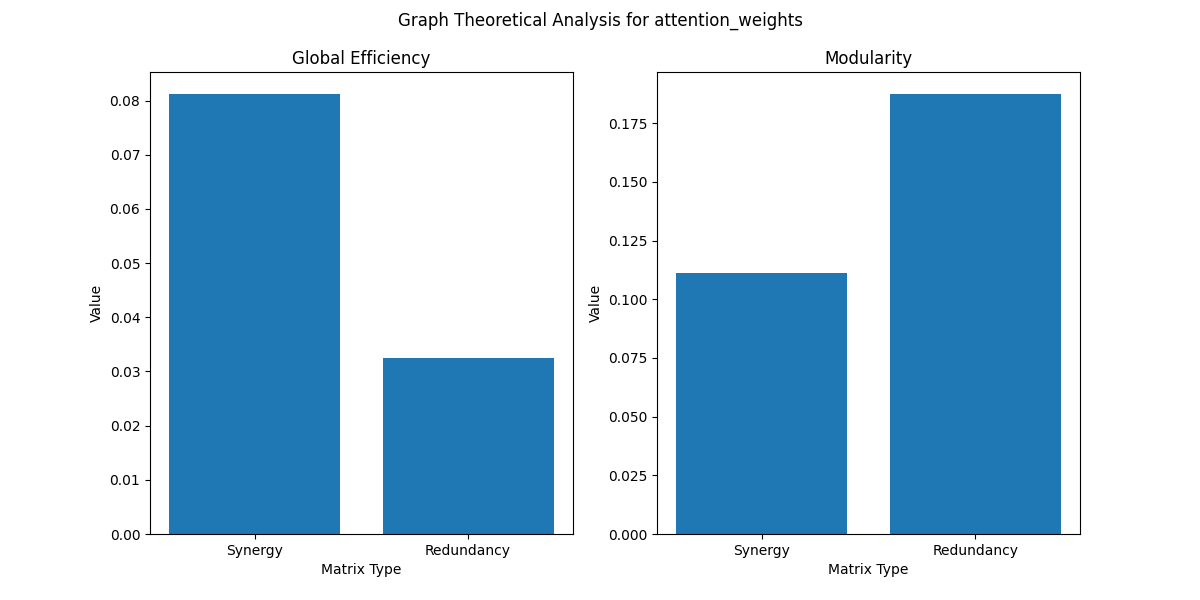 Graph Theoretical Analysis for attention_weights
Global Efficiency
0.08
0.07
0.06
0.05
0.04
0.03
0.02
0.01
0.00
Value
Synergy
Redundancy
Matrix Type
Modularity
0.175
0.150
0.125
0.100
0.075
0.050
0.025
0.000
Value
Synergy
Redundancy
Matrix Type